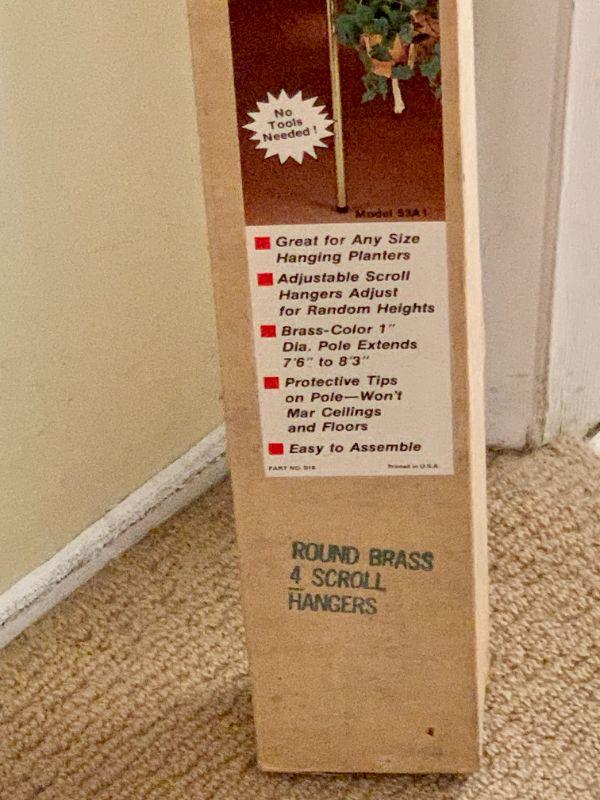 No
Tools
Needed!
Model 53A1
Great for Any Size
Hanging Planters
Adjustable Scroll
Hangers Adjust
for Random Heights
Brass-Color 1"
Dia. Pole Extends
7'6" to 8'3"
Protective Tips
on Pole—Won't
Mar Ceilings
and Floors
Easy to Assemble
PART NO.
Printed in U.S.A.
ROUND BRASS
4 SCROLL
HANGERS